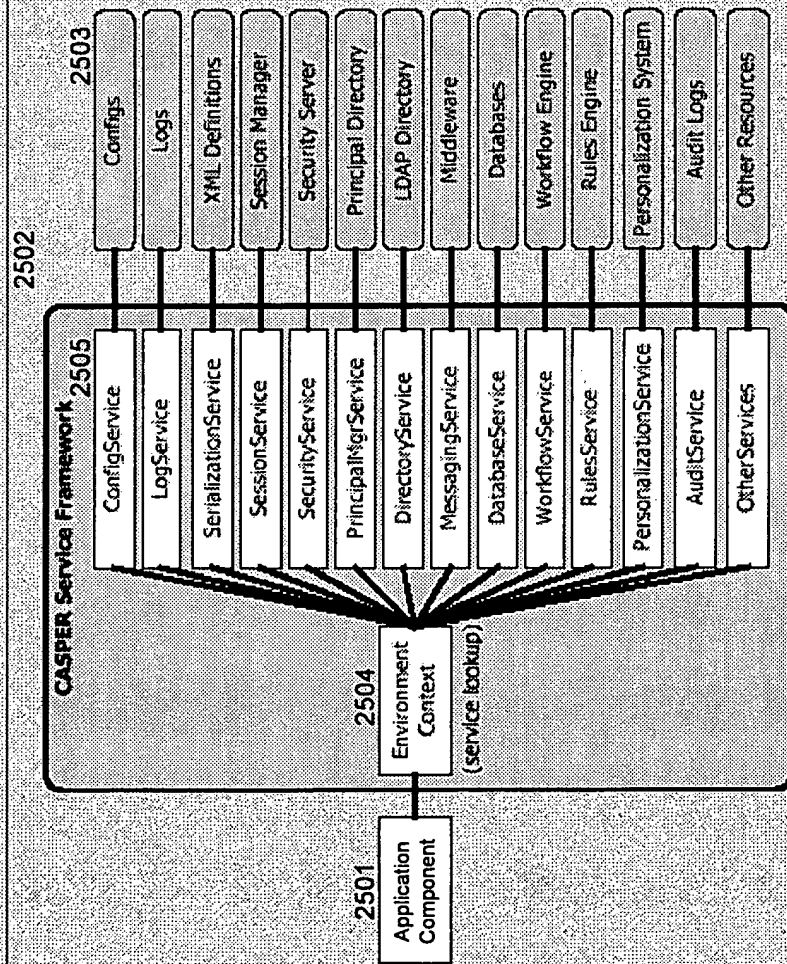 2501
Application
Component
2502
CASPER Service Framework
2504
Environment
Context
(service lookup)
2505
ConfigService
LogService
SerializationService
SessionService
SecurityService
PrincipalMgrService
DirectoryService
MessagingService
DatabaseService
WorkflowService
RulesService
PersonalizationService
AuditService
OtherServices
2503
Configs
Logs
XML Definitions
Session Manager
Security Server
Principal Directory
LDAP Directory
Middleware
Databases
Workflow Engine
Rules Engine
Personalization System
Audit Logs
Other Resources